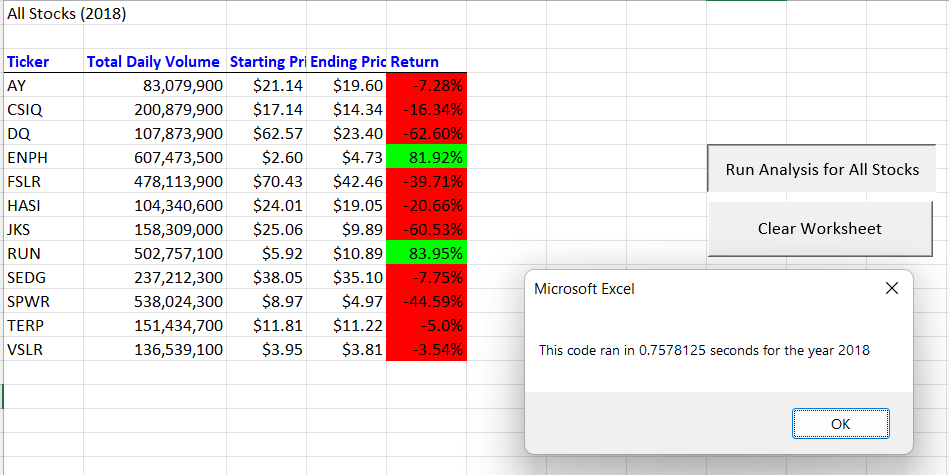 All Stocks (2018)
Ticker Total Daily Volume Starting Pri Ending Pric Return
AY 83,079,900 $21.14 $19.60 -7.28%
CSIQ 200,879,900 $17.14 $14.34 -16.34%
DQ 107,873,900 $62.57 $23.40 -62.60%
ENPH 607,473,500 $2.60 $4.73 81.92%
FSLR 478,113,900 $70.43 $42.46 -39.71%
HASI 104,340,600 $24.01 $19.05 -20.66%
JKS 158,309,000 $25.06 $9.89 -60.53%
RUN 502,757,100 $5.92 $10.89 83.95%
SEDG 237,212,300 $38.05 $35.10 -7.75%
SPWR 538,024,300 $8.97 $4.97 -44.59%
TERP 151,434,700 $11.81 $11.22 -5.0%
VSLR 136,539,100 $3.95 $3.81 -3.54%
Run Analysis for All Stocks
Clear Worksheet
Microsoft Excel
This code ran in 0.7578125 seconds for the year 2018
OK